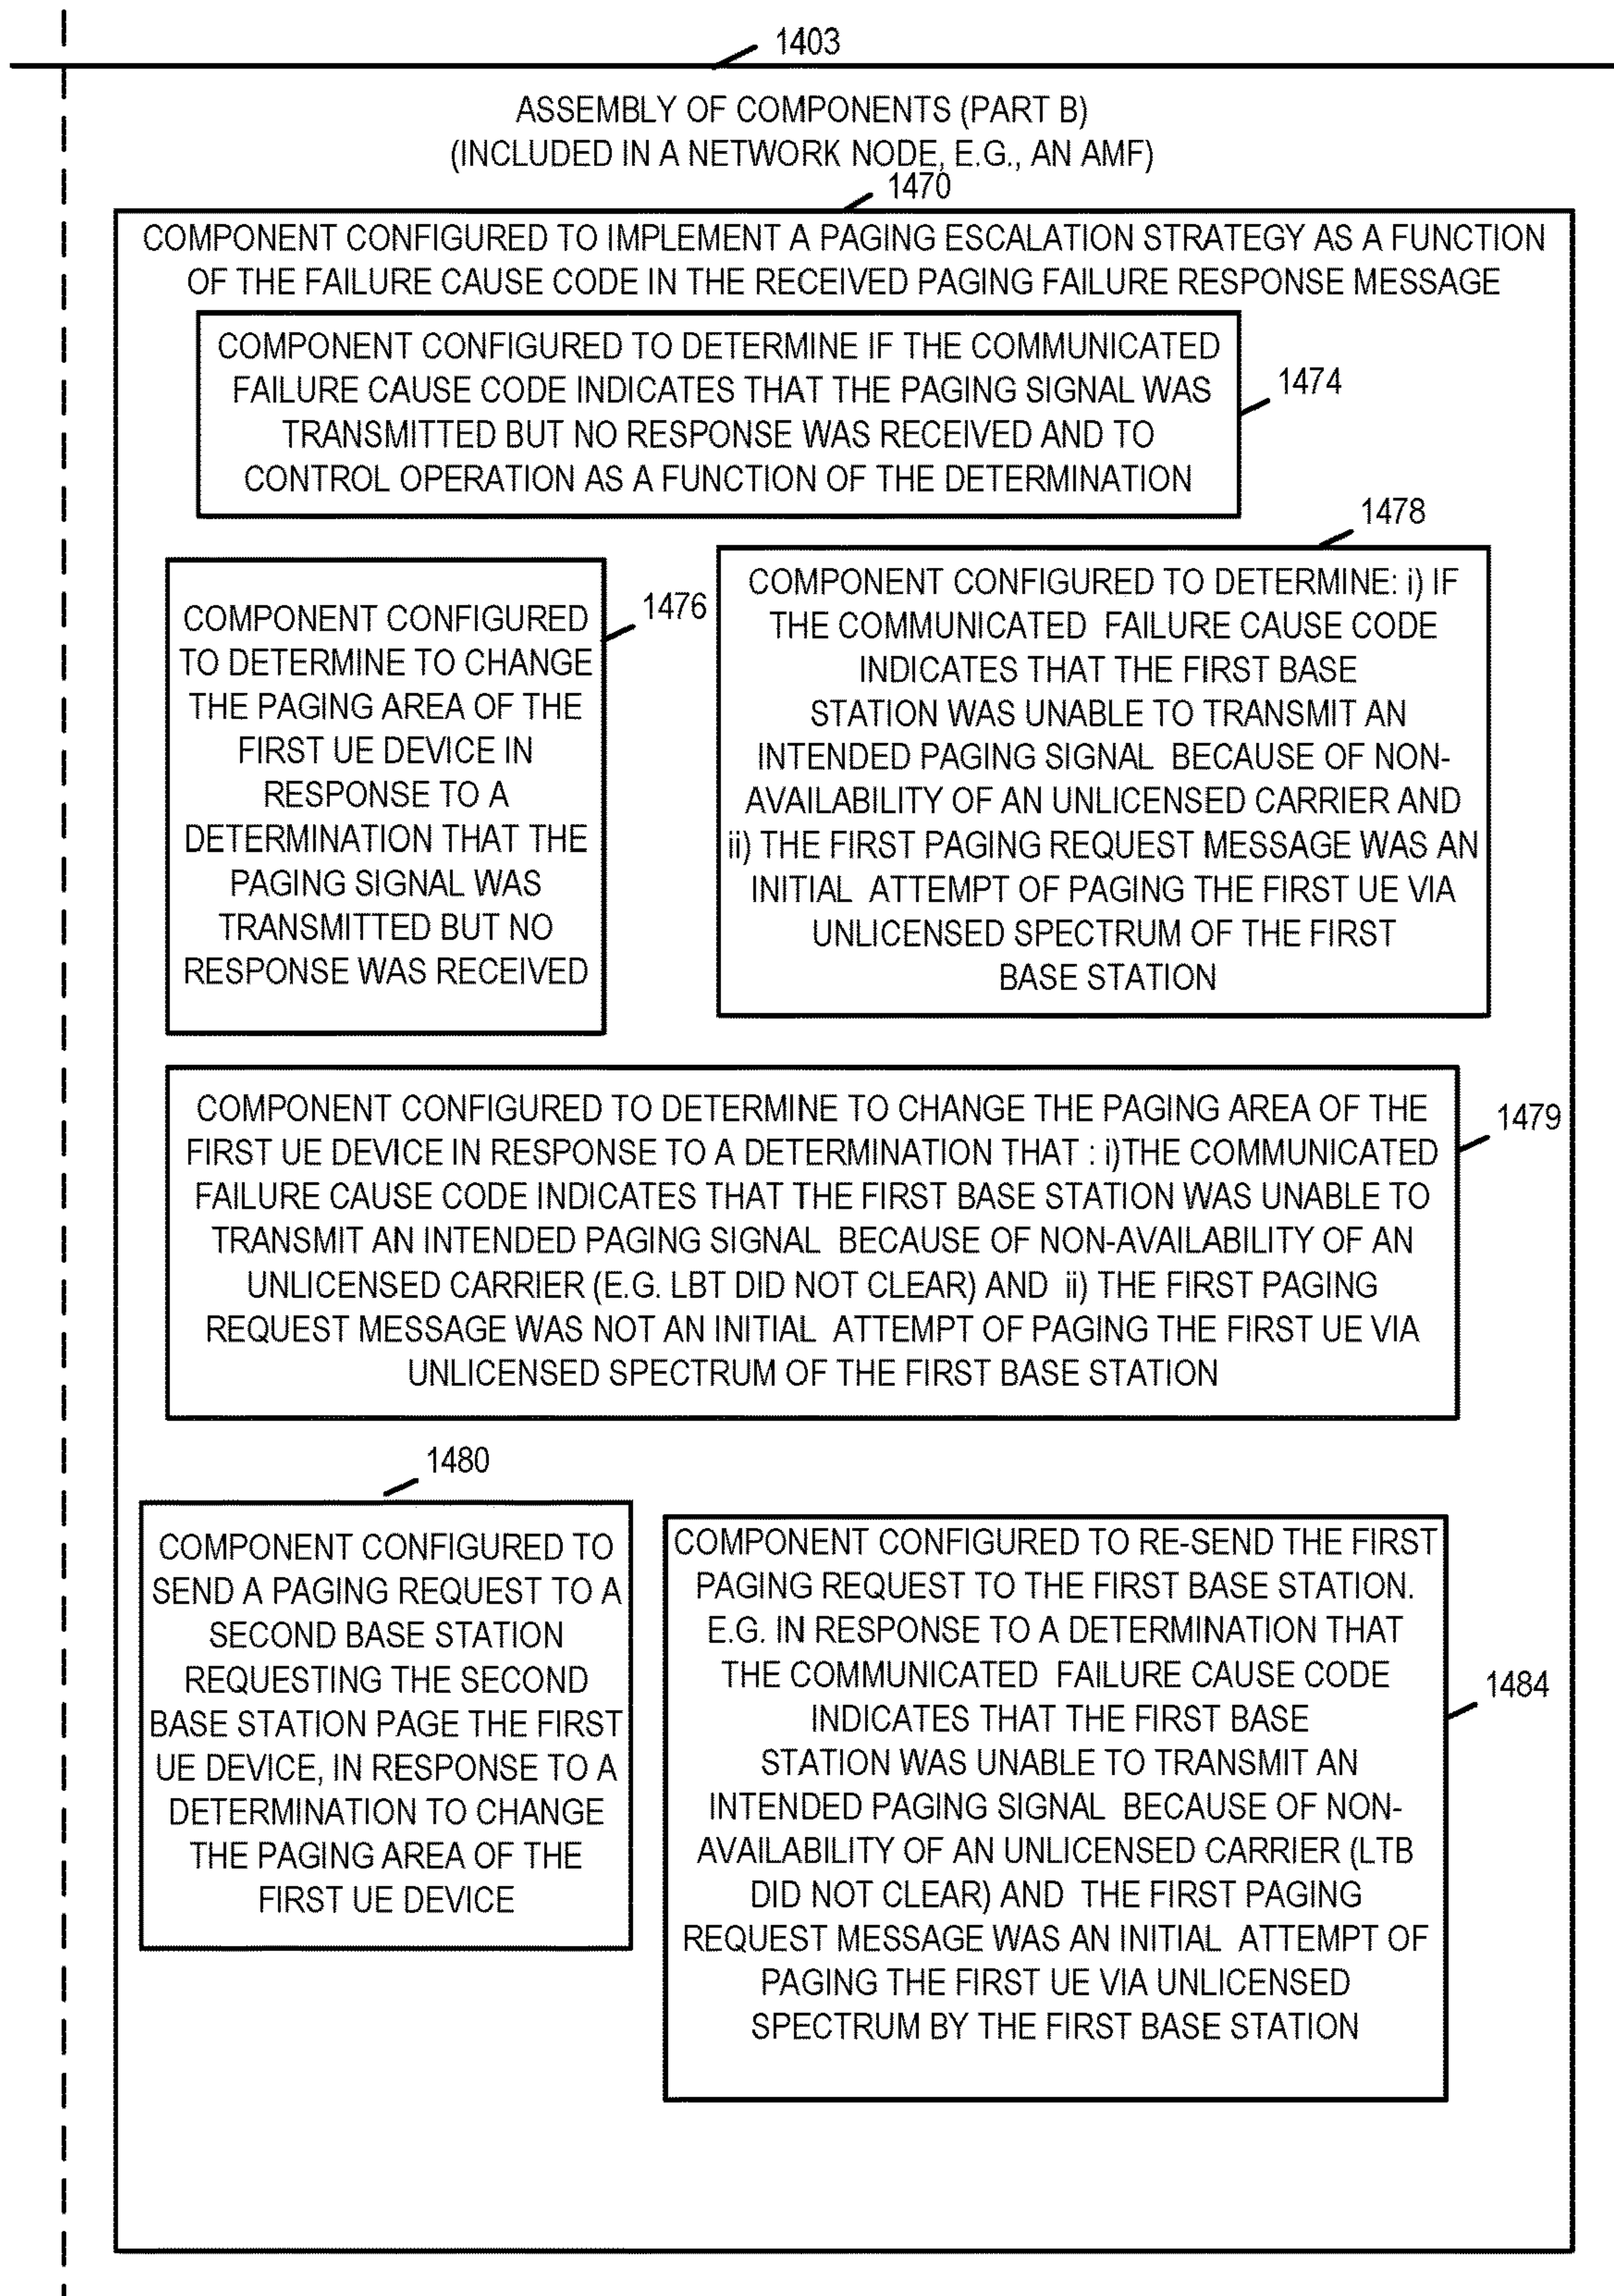 1403
ASSEMBLY OF COMPONENTS (PART B)
(INCLUDED IN A NETWORK NODE, E.G., AN AMF)
1470
COMPONENT CONFIGURED TO IMPLEMENT A PAGING ESCALATION STRATEGY AS A FUNCTION
OF THE FAILURE CAUSE CODE IN THE RECEIVED PAGING FAILURE RESPONSE MESSAGE
COMPONENT CONFIGURED TO DETERMINE IF THE COMMUNICATED
FAILURE CAUSE CODE INDICATES THAT THE PAGING SIGNAL WAS
TRANSMITTED BUT NO RESPONSE WAS RECEIVED AND TO
CONTROL OPERATION AS A FUNCTION OF THE DETERMINATION
1474
COMPONENT CONFIGURED
TO DETERMINE TO CHANGE
THE PAGING AREA OF THE
FIRST UE DEVICE IN
RESPONSE TO A
DETERMINATION THAT THE
PAGING SIGNAL WAS
TRANSMITTED BUT NO
RESPONSE WAS RECEIVED
1476
1478
COMPONENT CONFIGURED TO DETERMINE: i) IF
THE COMMUNICATED FAILURE CAUSE CODE
INDICATES THAT THE FIRST BASE
STATION WAS UNABLE TO TRANSMIT AN
INTENDED PAGING SIGNAL BECAUSE OF NON-
AVAILABILITY OF AN UNLICENSED CARRIER AND
ii) THE FIRST PAGING REQUEST MESSAGE WAS AN
INITIAL ATTEMPT OF PAGING THE FIRST UE VIA
UNLICENSED SPECTRUM OF THE FIRST
BASE STATION
COMPONENT CONFIGURED TO DETERMINE TO CHANGE THE PAGING AREA OF THE
FIRST UE DEVICE IN RESPONSE TO A DETERMINATION THAT : i)THE COMMUNICATED
FAILURE CAUSE CODE INDICATES THAT THE FIRST BASE STATION WAS UNABLE TO
TRANSMIT AN INTENDED PAGING SIGNAL BECAUSE OF NON-AVAILABILITY OF AN
UNLICENSED CARRIER (E.G. LBT DID NOT CLEAR) AND ii) THE FIRST PAGING
REQUEST MESSAGE WAS NOT AN INITIAL ATTEMPT OF PAGING THE FIRST UE VIA
UNLICENSED SPECTRUM OF THE FIRST BASE STATION
1479
1480
COMPONENT CONFIGURED TO
SEND A PAGING REQUEST TO A
SECOND BASE STATION
REQUESTING THE SECOND
BASE STATION PAGE THE FIRST
UE DEVICE, IN RESPONSE TO A
DETERMINATION TO CHANGE
THE PAGING AREA OF THE
FIRST UE DEVICE
COMPONENT CONFIGURED TO RE-SEND THE FIRST
PAGING REQUEST TO THE FIRST BASE STATION.
E.G. IN RESPONSE TO A DETERMINATION THAT
THE COMMUNICATED FAILURE CAUSE CODE
INDICATES THAT THE FIRST BASE
STATION WAS UNABLE TO TRANSMIT AN
INTENDED PAGING SIGNAL BECAUSE OF NON-
AVAILABILITY OF AN UNLICENSED CARRIER (LTB
DID NOT CLEAR) AND THE FIRST PAGING
REQUEST MESSAGE WAS AN INITIAL ATTEMPT OF
PAGING THE FIRST UE VIA UNLICENSED
SPECTRUM BY THE FIRST BASE STATION
1484